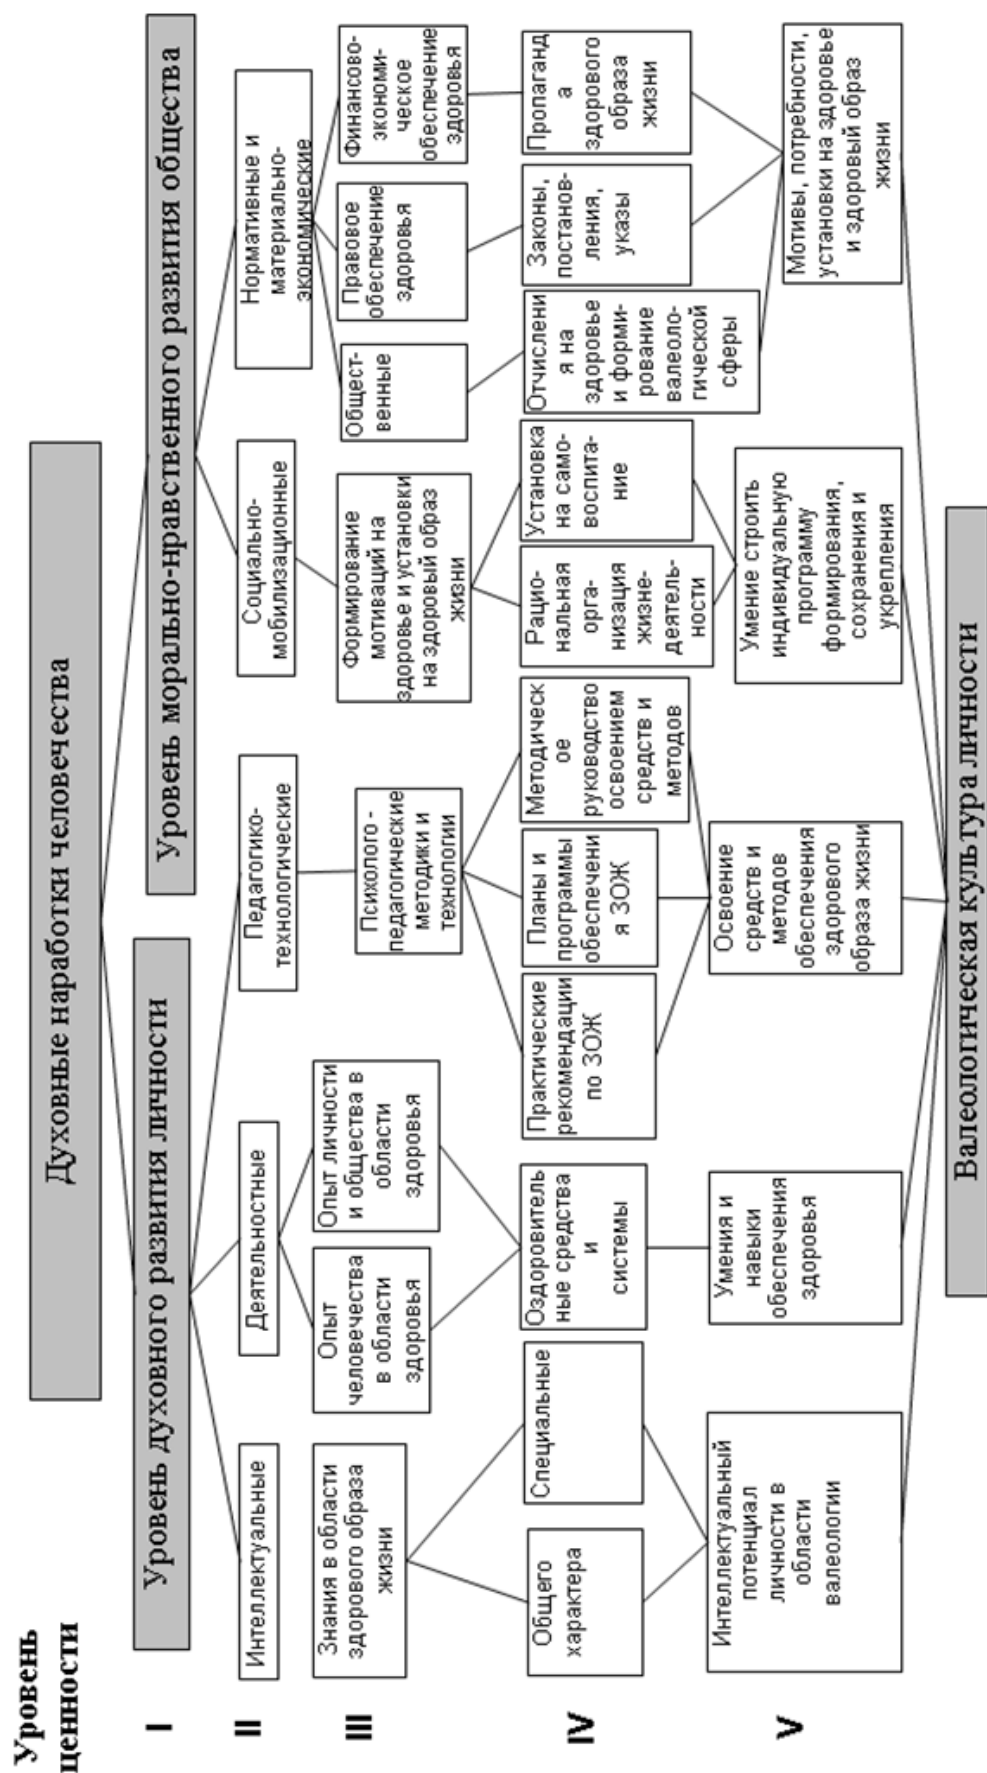 Уровень
ценности
Духовные наработки человечества
I
Уровень духовного развития личности
Уровень морально-нравственного развития общества
II
Интеллектуальные
Деятельностные
Педагогико-
технологические
Социально-
мобилизационные
Нормативные и
материально-
экономические
III
Знания в области
здорового образа
жизни
Опыт
человечества
в области
здоровья
Опыт личности
и общества в
области
здоровья
Психолого -
педагогические
методики и
технологии
Формирование
мотиваций на
здоровье и установки
на здоровый образ
жизни
Общест-
венные
Правовое
обеспечение
здоровья
Финансово-
экономи-
ческое
обеспечение
здоровья
IV
Общего
характера
Специальные
Оздоровитель
ные средства
и
системы
Практические
рекомендации
по ЗОЖ
Планы и
программы
обеспечени
я ЗОЖ
Методическ
ое
руководство
освоением
средств и
методов
Рацио-
нальная
орга-
низация
жизне-
деятель-
ности
Установка
на само-
воспита-
ние
Отчислени
я на
здоровье
и форми-
рование
валеоло-
гической
сферы
Законы,
постанов-
ления,
указы
Пропаганд
а
здорового
образа
жизни
V
Интеллектуальный
потенциал
личности в
области
валеологии
Умения и
навыки
обеспечения
здоровья
Освоение
средств и
методов
обеспечения
здорового
образа жизни
Умение строить
индивидуальную
программу
формирования,
сохранения и
укрепления
Мотивы, потребности,
установки на здоровье
и здоровый образ
жизни
Валеологическая культура личности